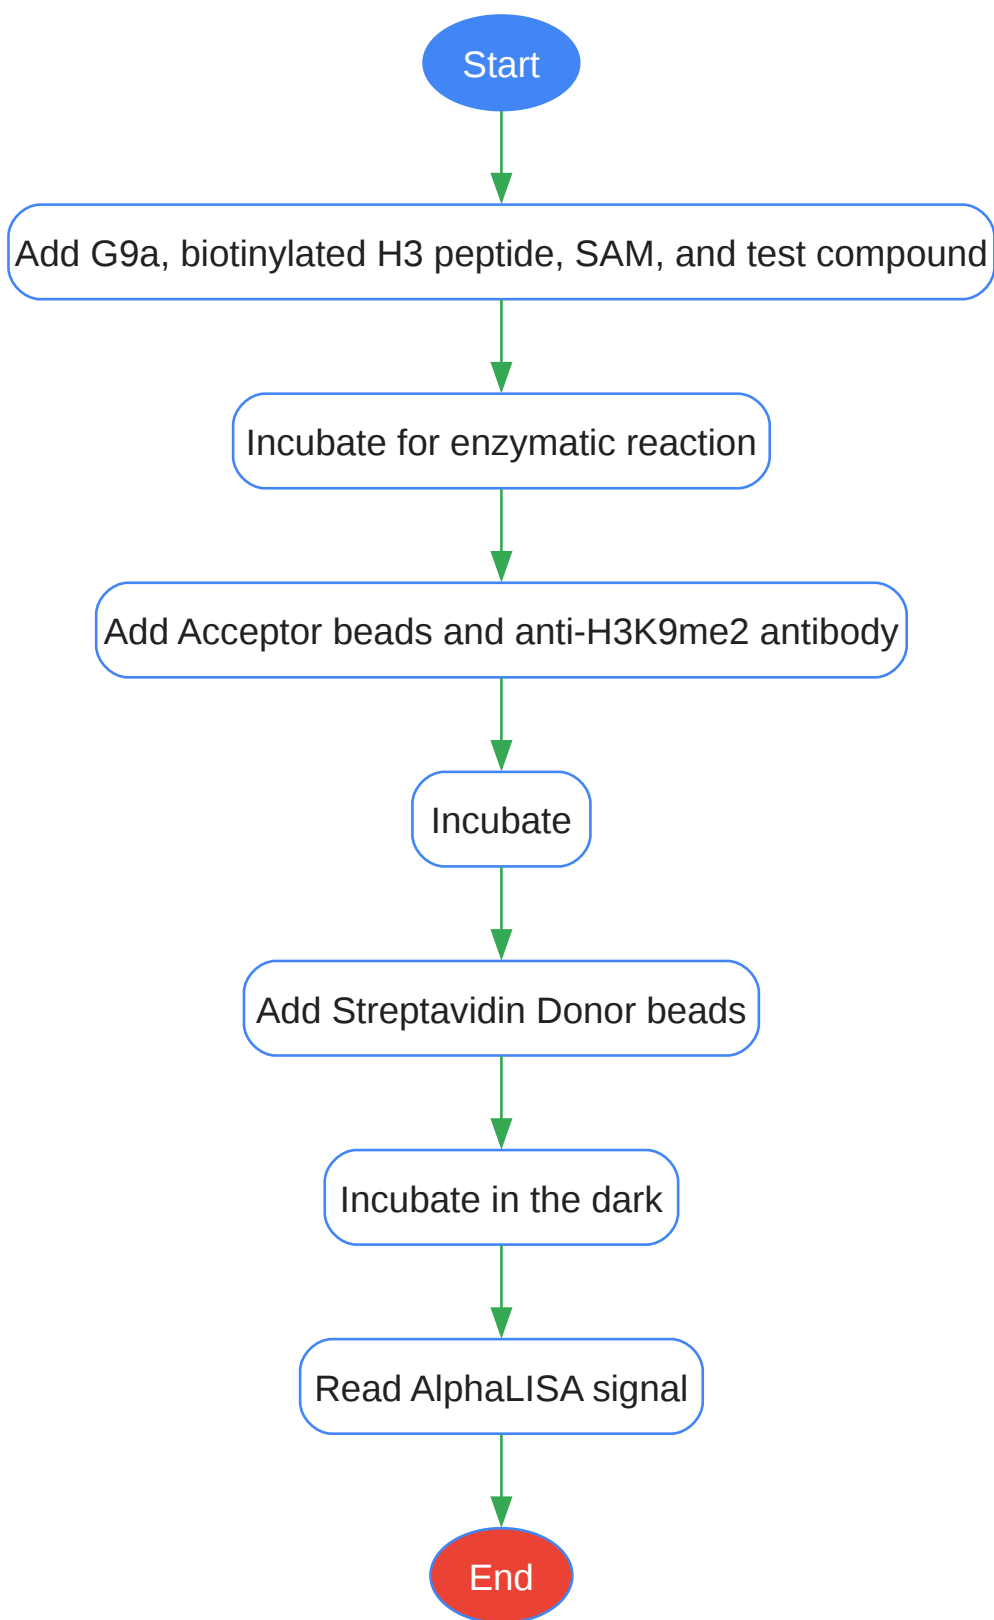 Start
Add G9a, biotinylated H3 peptide, SAM, and test compound
Incubate for enzymatic reaction
Add Acceptor beads and anti-H3K9me2 antibody
Incubate
Add Streptavidin Donor beads
Incubate in the dark
Read AlphaLISA signal
End